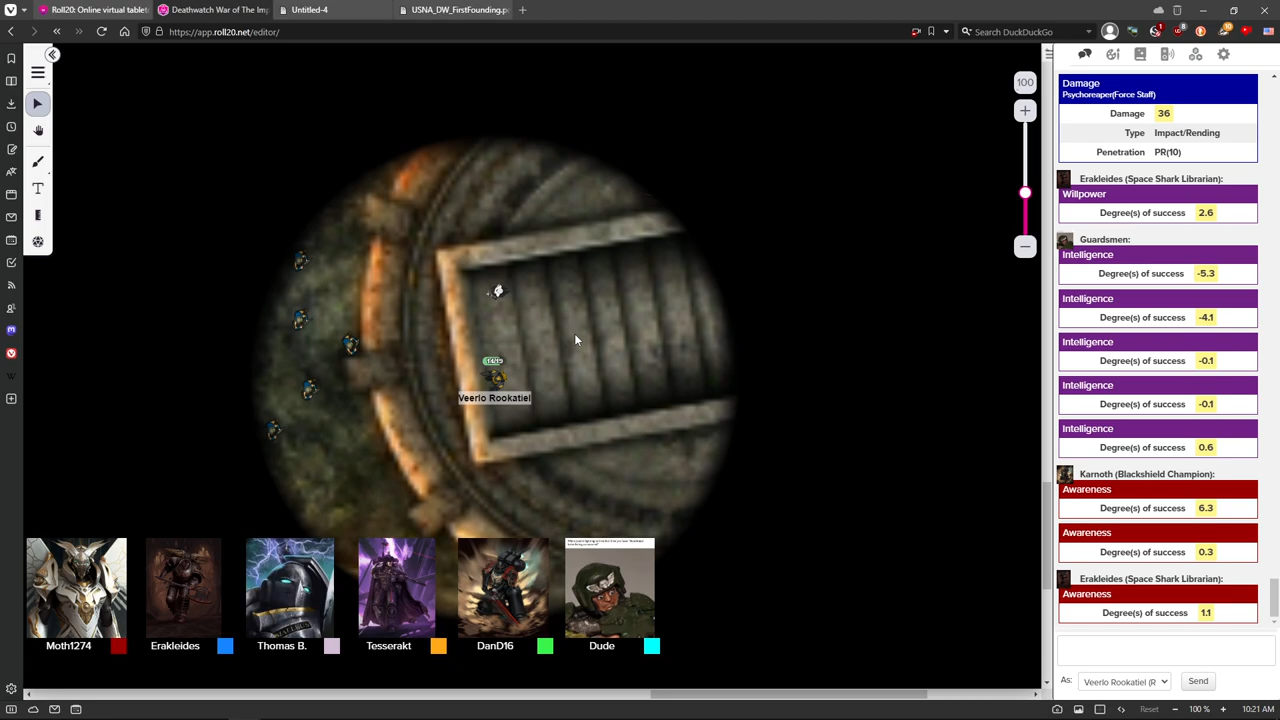 Roll20: Online virtual tablet
Deathwatch War of The Imp
Untitled-4
USNA_DW_FirstFounding.p
https://app.roll20.net/editor/
Search DuckDuckGo
100
Damage
Psychoreaper(Force Staff)
Damage 36
Type Impact/Rending
Penetration PR(10)
Erakleides (Space Shark Librarian):
Willpower
Degree(s) of success 2.6
Guardsmen:
Intelligence
Degree(s) of success -5.3
Intelligence
Degree(s) of success -4.1
Intelligence
Degree(s) of success -0.1
Intelligence
Degree(s) of success -0.1
Intelligence
Degree(s) of success 0.6
Karnoth (Blackshield Champion):
Awareness
Degree(s) of success 6.3
Awareness
Degree(s) of success 0.3
Erakleides (Space Shark Librarian):
Awareness
Degree(s) of success 1.1
Veerlo Rookatiel
Moth1274
Erakleides
Thomas B.
Tesserakt
DanD16
Dude
As: Veerlo Rookatiel (R
Send
Reset
100 %
10:21 AM